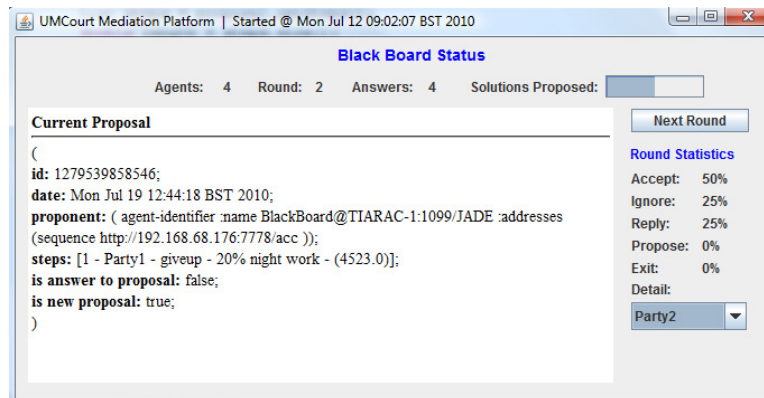 UMCourt Mediation Platform | Started @ Mon Jul 12 09:02:07 BST 2010
Black Board Status
Agents: 4 Round: 2 Answers: 4 Solutions Proposed:
Current Proposal
(
id: 1279539858546;
date: Mon Jul 19 12:44:18 BST 2010;
proponent: ( agent-identifier :name BlackBoard@TIARAC-1:1099/JADE :addresses
(sequence http://192.168.68.176:7778/acc ));
steps: [1 - Party1 - giveup - 20% night work - (4523.0)];
is answer to proposal: false;
is new proposal: true;
)
Next Round
Round Statistics
Accept: 50%
Ignore: 25%
Reply: 25%
Propose: 0%
Exit: 0%
Detail:
Party2